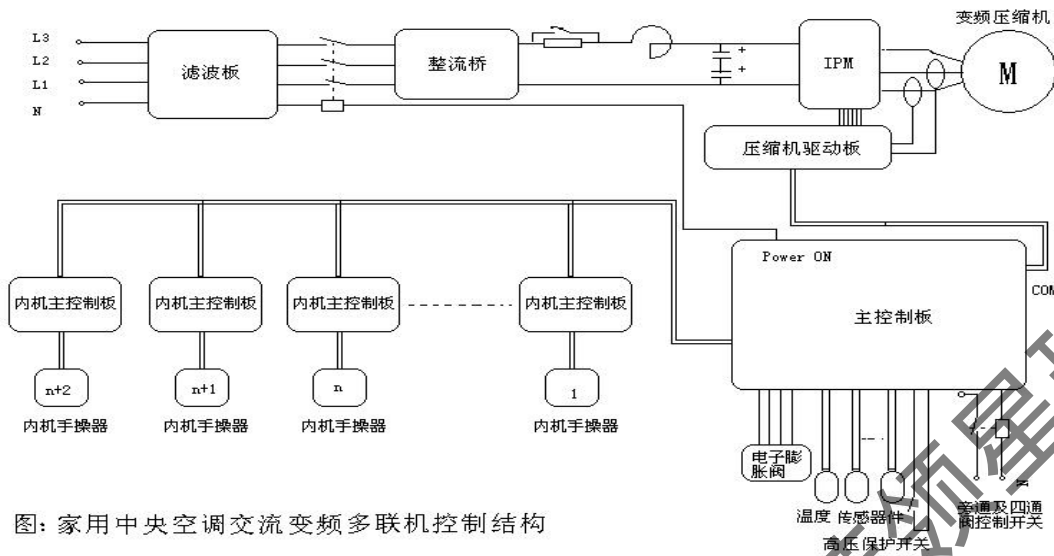 变频压缩机
L3
L2
L1
N
滤波板
整流桥
+
+
IPM
M
压缩机驱动板
Power ON
COM
主控制板
内机主控制板
内机主控制板
内机主控制板
内机主控制板
n+2
n+1
n
1
内机手操器
内机手操器
内机手操器
内机手操器
电子膨
胀阀
温度 传感器件
高压保护开关
N
旁通及四通
阀控制开关
图: 家用中央空调交流变频多联机控制结构